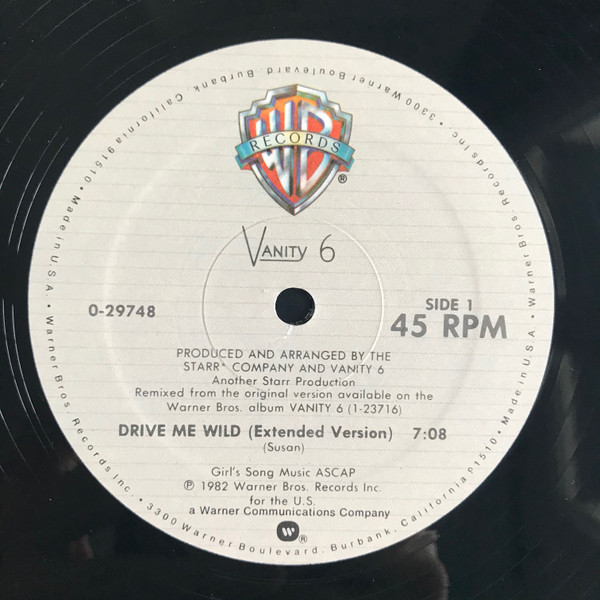 WB
RECORDS
®
VANITY 6
0-29748
SIDE 1
45 RPM
PRODUCED AND ARRANGED BY THE
STARR★ COMPANY AND VANITY 6
Another Starr Production
Remixed from the original version available on the
Warner Bros. album VANITY 6 (1-23716)
DRIVE ME WILD (Extended Version) 7:08
(Susan)
Girl's Song Music ASCAP
℗ 1982 Warner Bros. Records Inc.
for the U.S.
a Warner Communications Company
W ®
Warner Bros. Records Inc. • 3300 Warner Boulevard, Burbank, California 91510 • Made in U.S.A. • Warner Bros. Records Inc. • 3300 Warner Boulevard, Burbank, California 91510 • Made in U.S.A. •